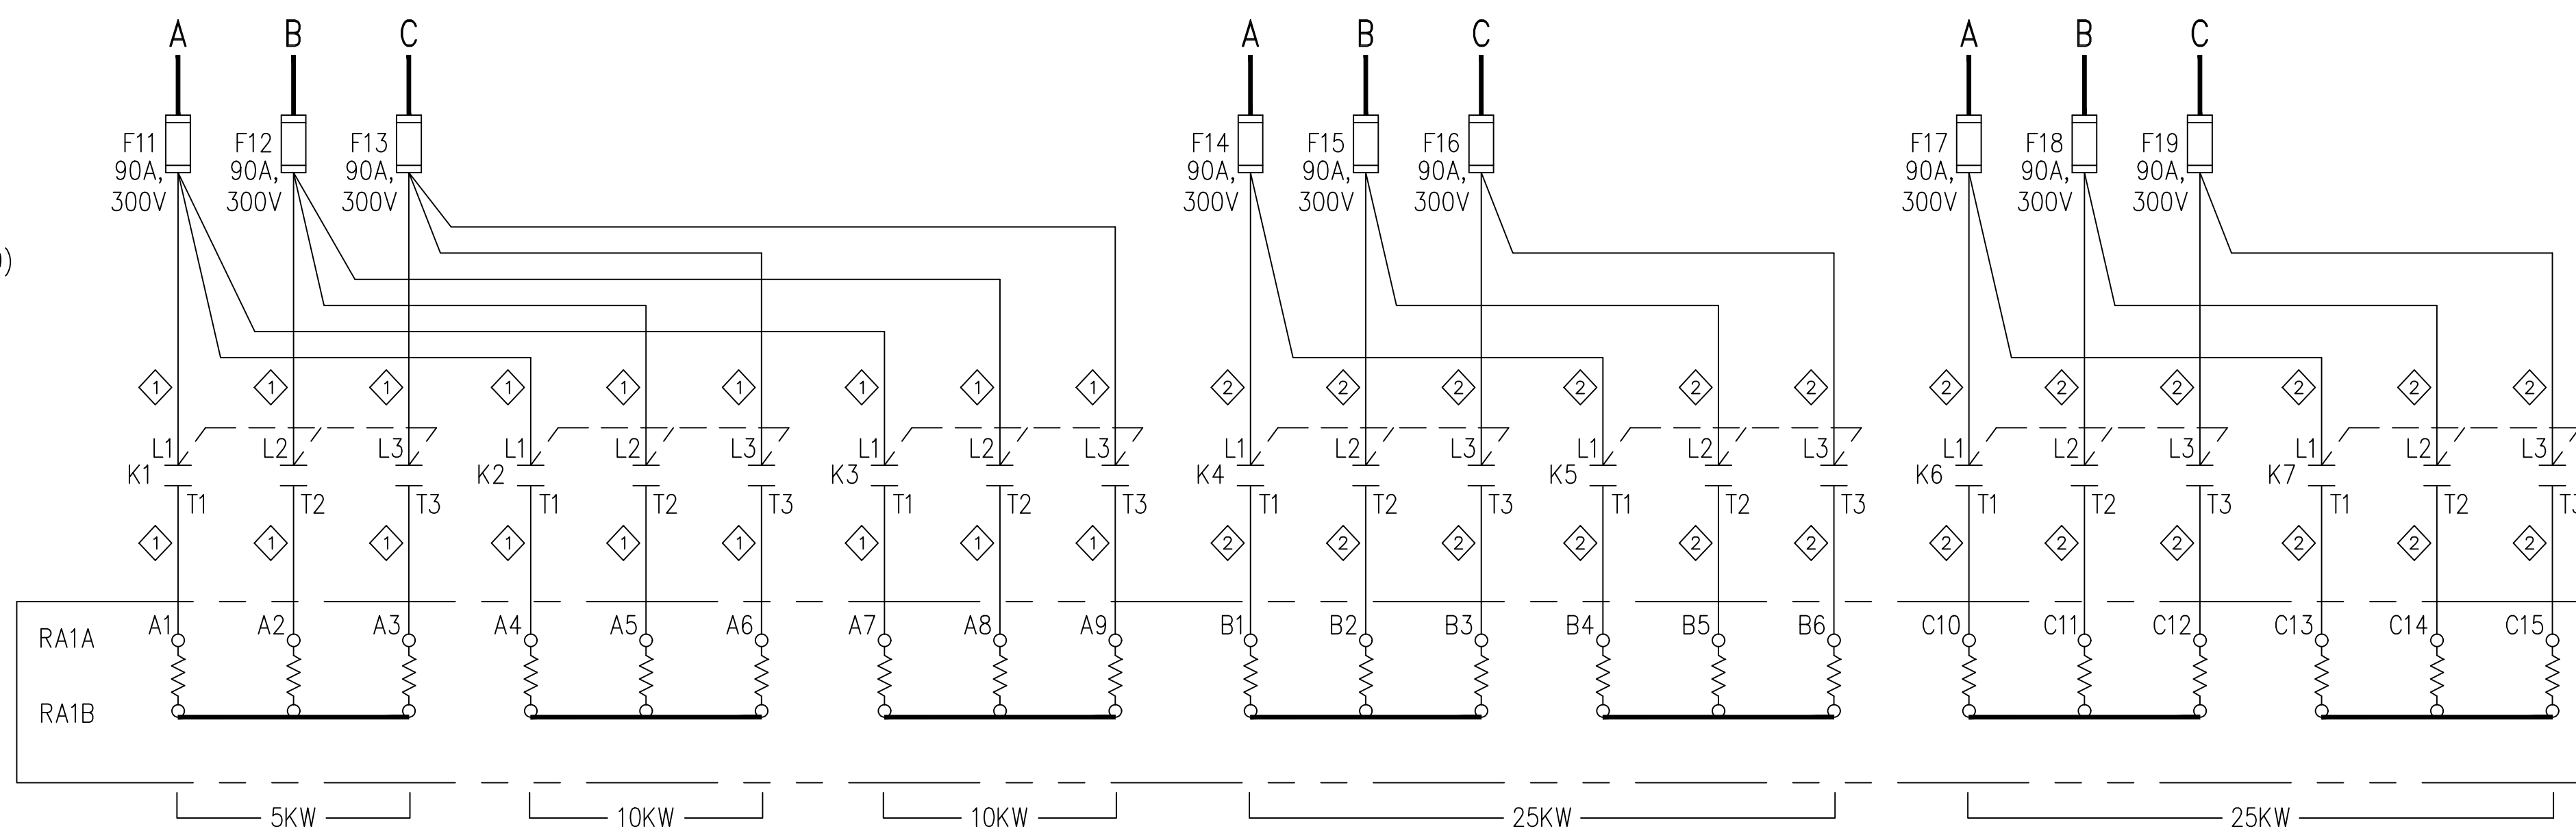 A B C A B C A B C
F11 F12 F13 F14 F15 F16 F17 F18 F19
90A, 90A, 90A, 90A, 90A, 90A, 90A, 90A, 90A,
300V 300V 300V 300V 300V 300V 300V 300V 300V
)
1 1 1 1 1 1 1 1 1 2 2 2 2 2 2 2 2 2 2 2 2
L1 L2 L3 L1 L2 L3 L1 L2 L3 L1 L2 L3 L1 L2 L3 L1 L2 L3 L1 L2 L3
K1 K2 K3 K4 K5 K6 K7
T1 T2 T3 T1 T2 T3 T1 T2 T3 T1 T2 T3 T1 T2 T3 T1 T2 T3 T1 T2 T3
1 1 1 1 1 1 1 1 1 2 2 2 2 2 2 2 2 2 2 2 2
A1 A2 A3 A4 A5 A6 A7 A8 A9 B1 B2 B3 B4 B5 B6 C10 C11 C12 C13 C14 C15
RA1A
RA1B
5KW 10KW 10KW 25KW 25KW